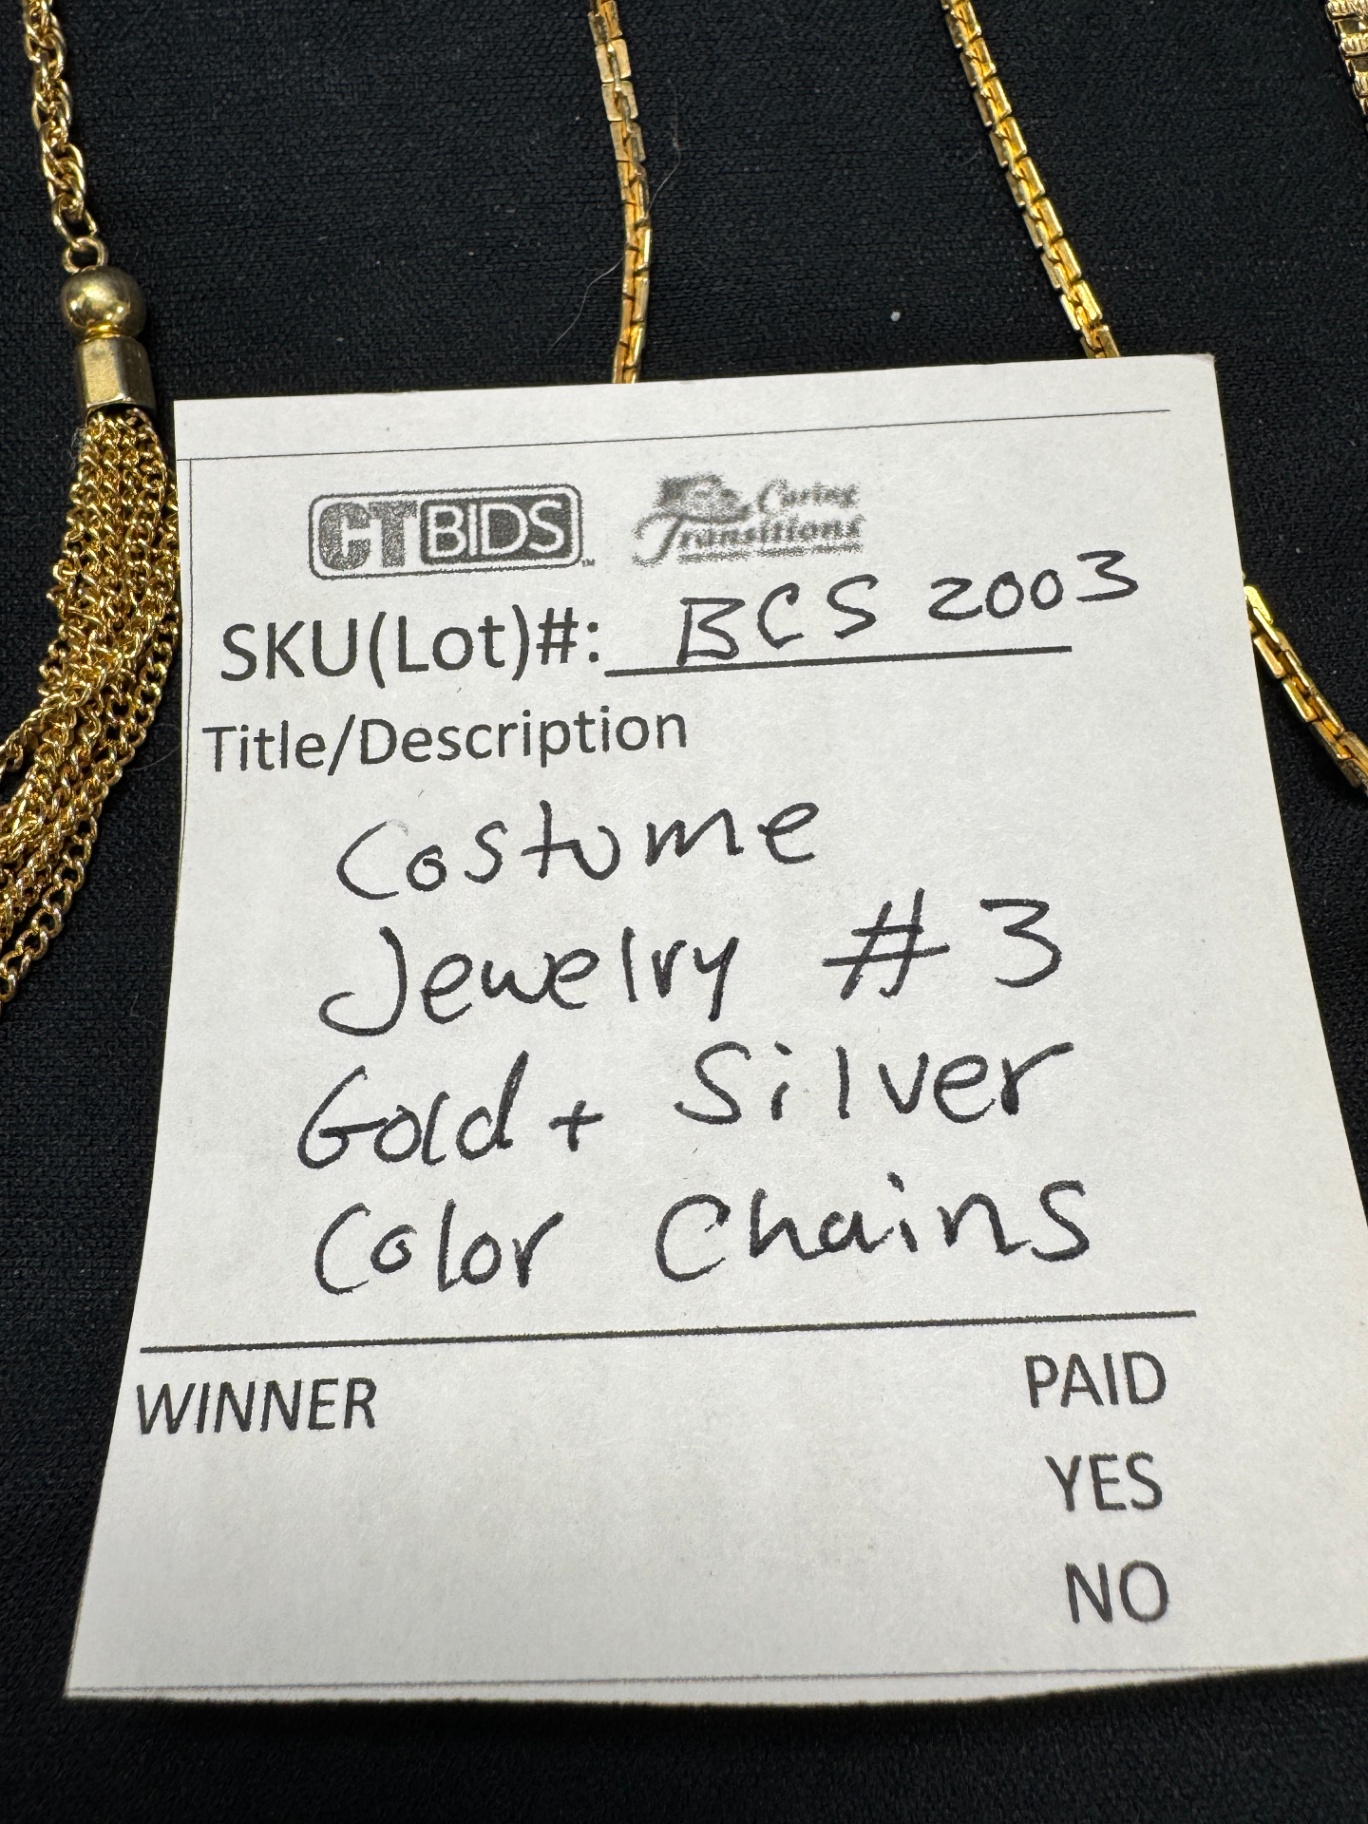 CTBIDS™ Caring Transitions
SKU(Lot)#: BCS 2003
Title/Description
Costume
Jewelry #3
Gold + Silver
Color Chains
WINNER PAID
YES
NO